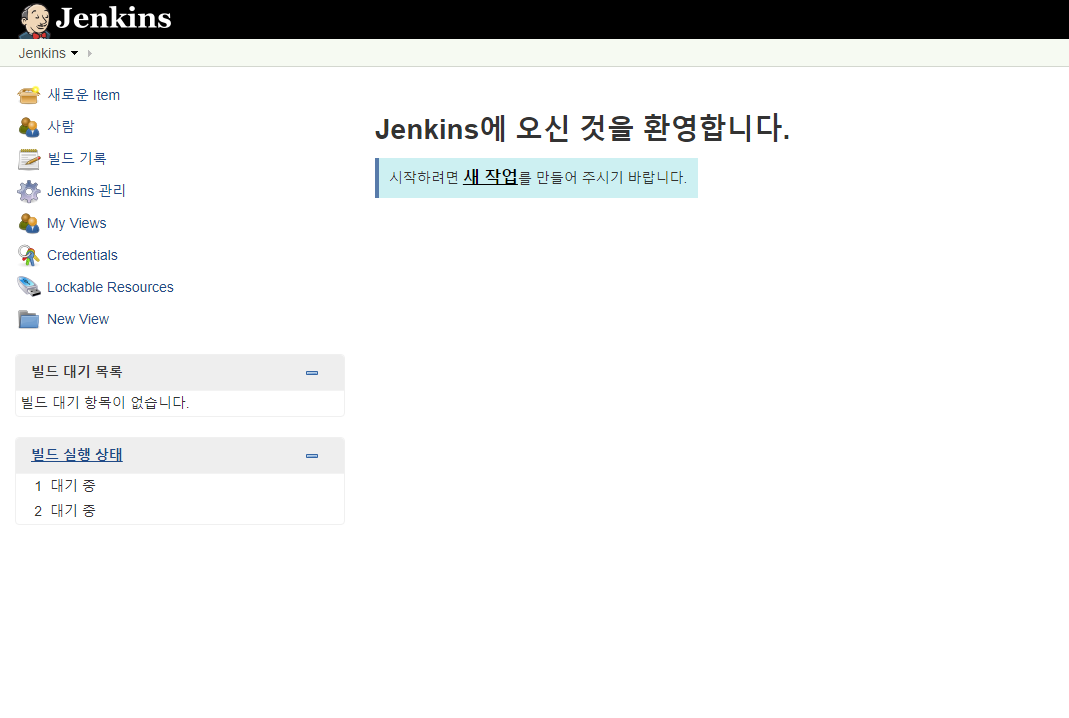 Jenkins
Jenkins
새로운 Item
사람
빌드 기록
Jenkins 관리
My Views
Credentials
Lockable Resources
New View
빌드 대기 목록
빌드 대기 항목이 없습니다.
빌드 실행 상태
1 대기 중
2 대기 중
Jenkins에 오신 것을 환영합니다.
시작하려면 새 작업를 만들어 주시기 바랍니다.